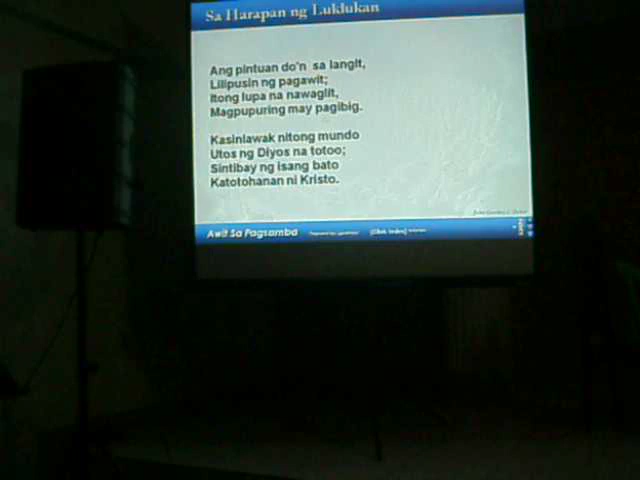 Sa Harapan ng Luklukan
Ang pintuan do'n sa langit,
Lilipusin ng pagawit;
Itong lupa na nawaglit,
Magpupuring may pagibig.
Kasinlawak nitong mundo
Utos ng Diyos na totoo;
Sintibay ng isang bato
Katotohanan ni Kristo.
Awit Sa Pagsamba